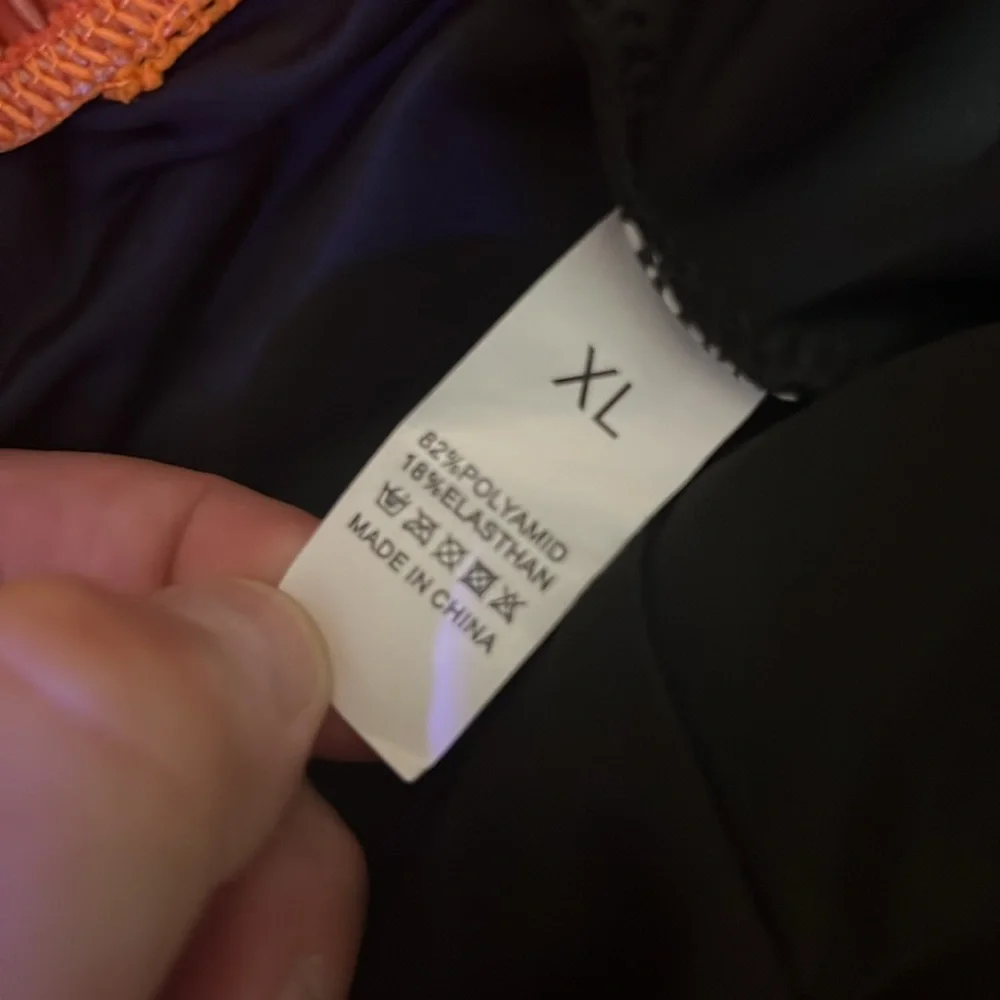 XL
82%POLYAMID
18%ELASTHAN
MADE IN CHINA